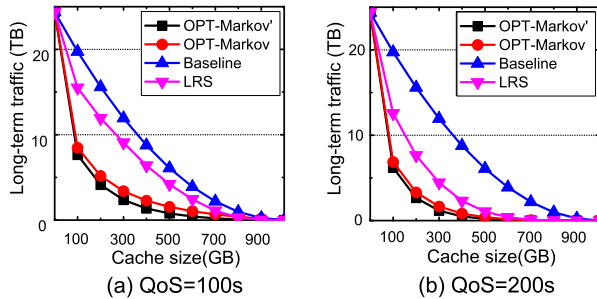 OPT-Markov'
OPT-Markov
Baseline
LRS
Long-term traffic (TB)
20
10
0
100 300 500 700 900
Cache size(GB)
(a) QoS=100s
OPT-Markov'
OPT-Markov
Baseline
LRS
Long-term traffic (TB)
20
10
0
100 300 500 700 900
Cache size(GB)
(b) QoS=200s